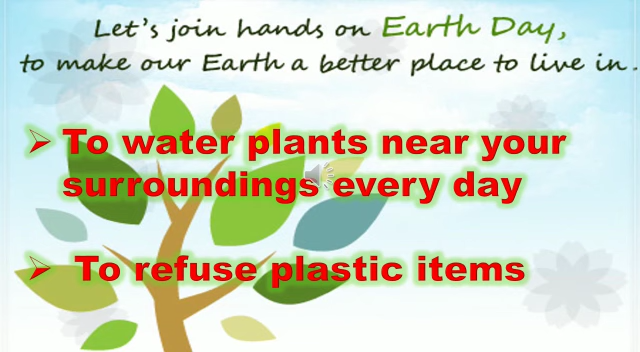 Let's join hands on Earth Day,
to make our Earth a better place to live in.
➢ To water plants near your
surroundings every day
➢ To refuse plastic items